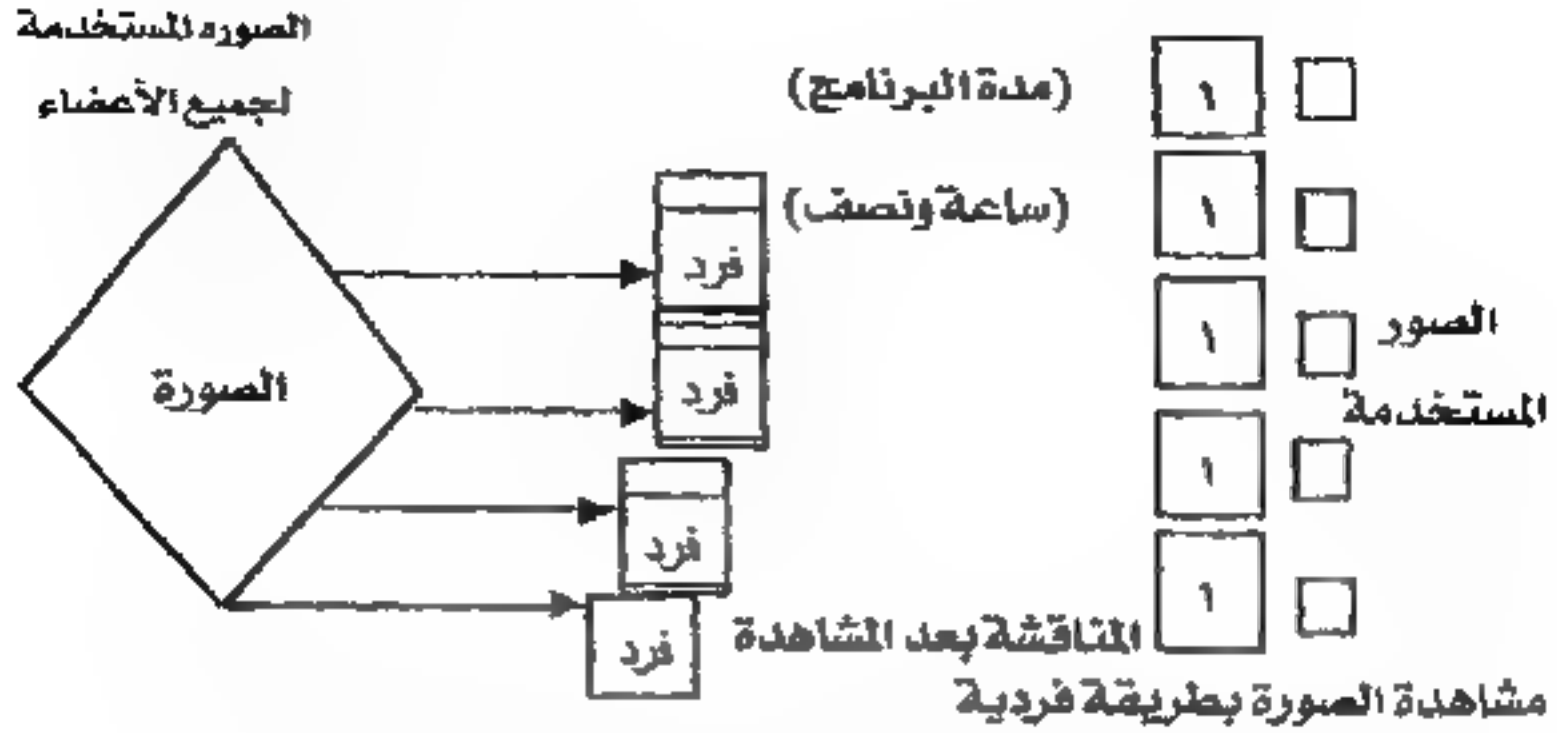 الصوره المستخدمة
لجميع الأعضاء
(مدة البرنامج)
(ساعة ونصف)
١
١
١
١
١
الصور
المستخدمة
الصورة
فرد
فرد
فرد
فرد
المناقشة بعد المشاهدة
مشاهدة الصورة بطريقة فردية